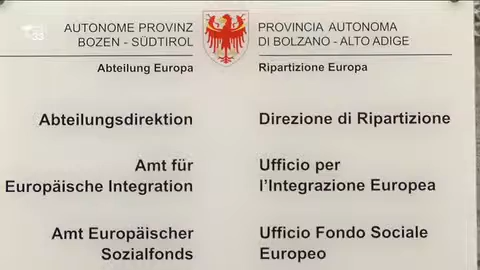 33
AUTONOME PROVINZ
BOZEN - SÜDTIROL
PROVINCIA AUTONOMA
DI BOLZANO - ALTO ADIGE
Abteilung Europa
Ripartizione Europa
Abteilungsdirektion
Direzione di Ripartizione
Amt für
Europäische Integration
Ufficio per
l'Integrazione Europea
Amt Europäischer
Sozialfonds
Ufficio Fondo Sociale
Europeo